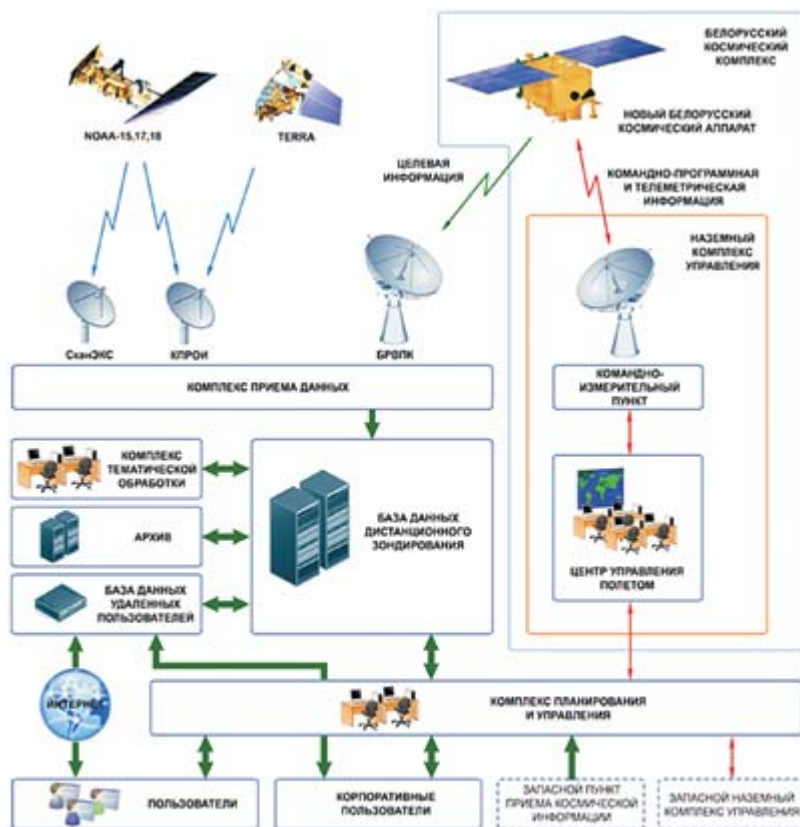 БЕЛОРУССКИЙ
КОСМИЧЕСКИЙ
КОМПЛЕКС
NOAA-15,17,18
TERRA
НОВЫЙ БЕЛОРУССКИЙ
КОСМИЧЕСКИЙ АППАРАТ
ЦЕЛЕВАЯ
ИНФОРМАЦИЯ
КОМАНДНО-ПРОГРАММНАЯ
И ТЕЛЕМЕТРИЧЕСКАЯ
ИНФОРМАЦИЯ
НАЗЕМНЫЙ
КОМПЛЕКС
УПРАВЛЕНИЯ
СканЭКС
КПРОИ
БРВПК
КОМПЛЕКС ПРИЕМА ДАННЫХ
КОМАНДНО-
ИЗМЕРИТЕЛЬНЫЙ
ПУНКТ
КОМПЛЕКС
ТЕМАТИЧЕСКОЙ
ОБРАБОТКИ
АРХИВ
БАЗА ДАННЫХ
УДАЛЕННЫХ
ПОЛЬЗОВАТЕЛЕЙ
БАЗА ДАННЫХ
ДИСТАНЦИОННОГО
ЗОНДИРОВАНИЯ
ЦЕНТР УПРАВЛЕНИЯ
ПОЛЕТОМ
ИНТЕРНЕС
КОМПЛЕКС ПЛАНИРОВАНИЯ
И УПРАВЛЕНИЯ
ПОЛЬЗОВАТЕЛИ
КОРПОРАТИВНЫЕ
ПОЛЬЗОВАТЕЛИ
ЗАПАСНОЙ ПУНКТ
ПРИЕМА КОСМИЧЕСКОЙ
ИНФОРМАЦИИ
ЗАПАСНОЙ НАЗЕМНЫЙ
КОМПЛЕКС УПРАВЛЕНИЯ